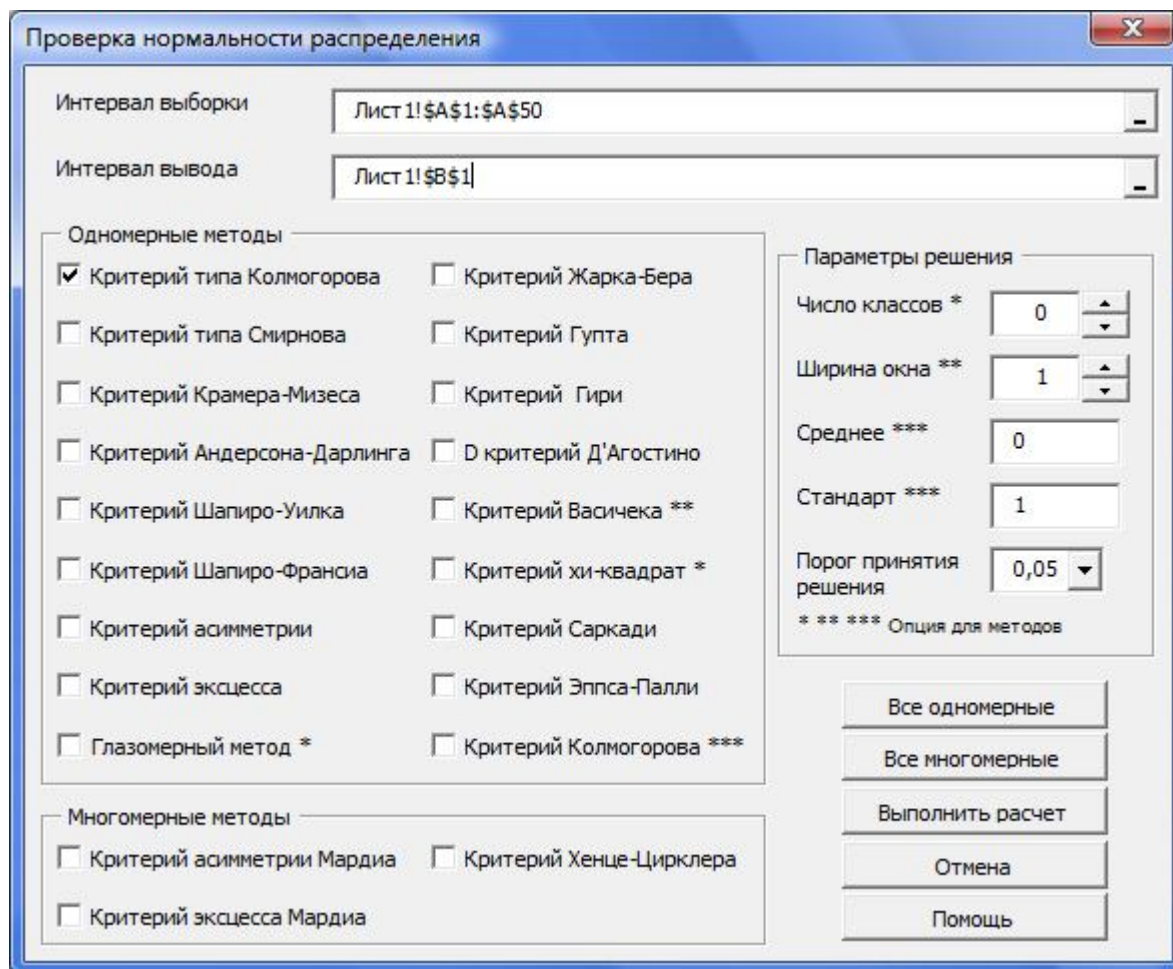 Проверка нормальности распределения
Интервал выборки
Лист1!$A$1:$A$50
Интервал вывода
Лист1!$B$1
Одномерные методы
Критерий типа Колмогорова
Критерий Жарка-Бера
Критерий типа Смирнова
Критерий Гупта
Критерий Крамера-Мизеса
Критерий Гири
Критерий Андерсона-Дарлинга
D критерий Д'Агостино
Критерий Шапиро-Уилка
Критерий Васичека **
Критерий Шапиро-Франсиа
Критерий хи-квадрат *
Критерий асимметрии
Критерий Саркади
Критерий эксцесса
Критерий Эппса-Палли
Глазомерный метод *
Критерий Колмогорова ***
Параметры решения
Число классов *
0
Ширина окна **
1
Среднее ***
0
Стандарт ***
1
Порог принятия
решения
0,05
* ** *** Опция для методов
Все одномерные
Все многомерные
Выполнить расчет
Отмена
Помощь
Многомерные методы
Критерий асимметрии Мардиа
Критерий Хенце-Цирклера
Критерий эксцесса Мардиа